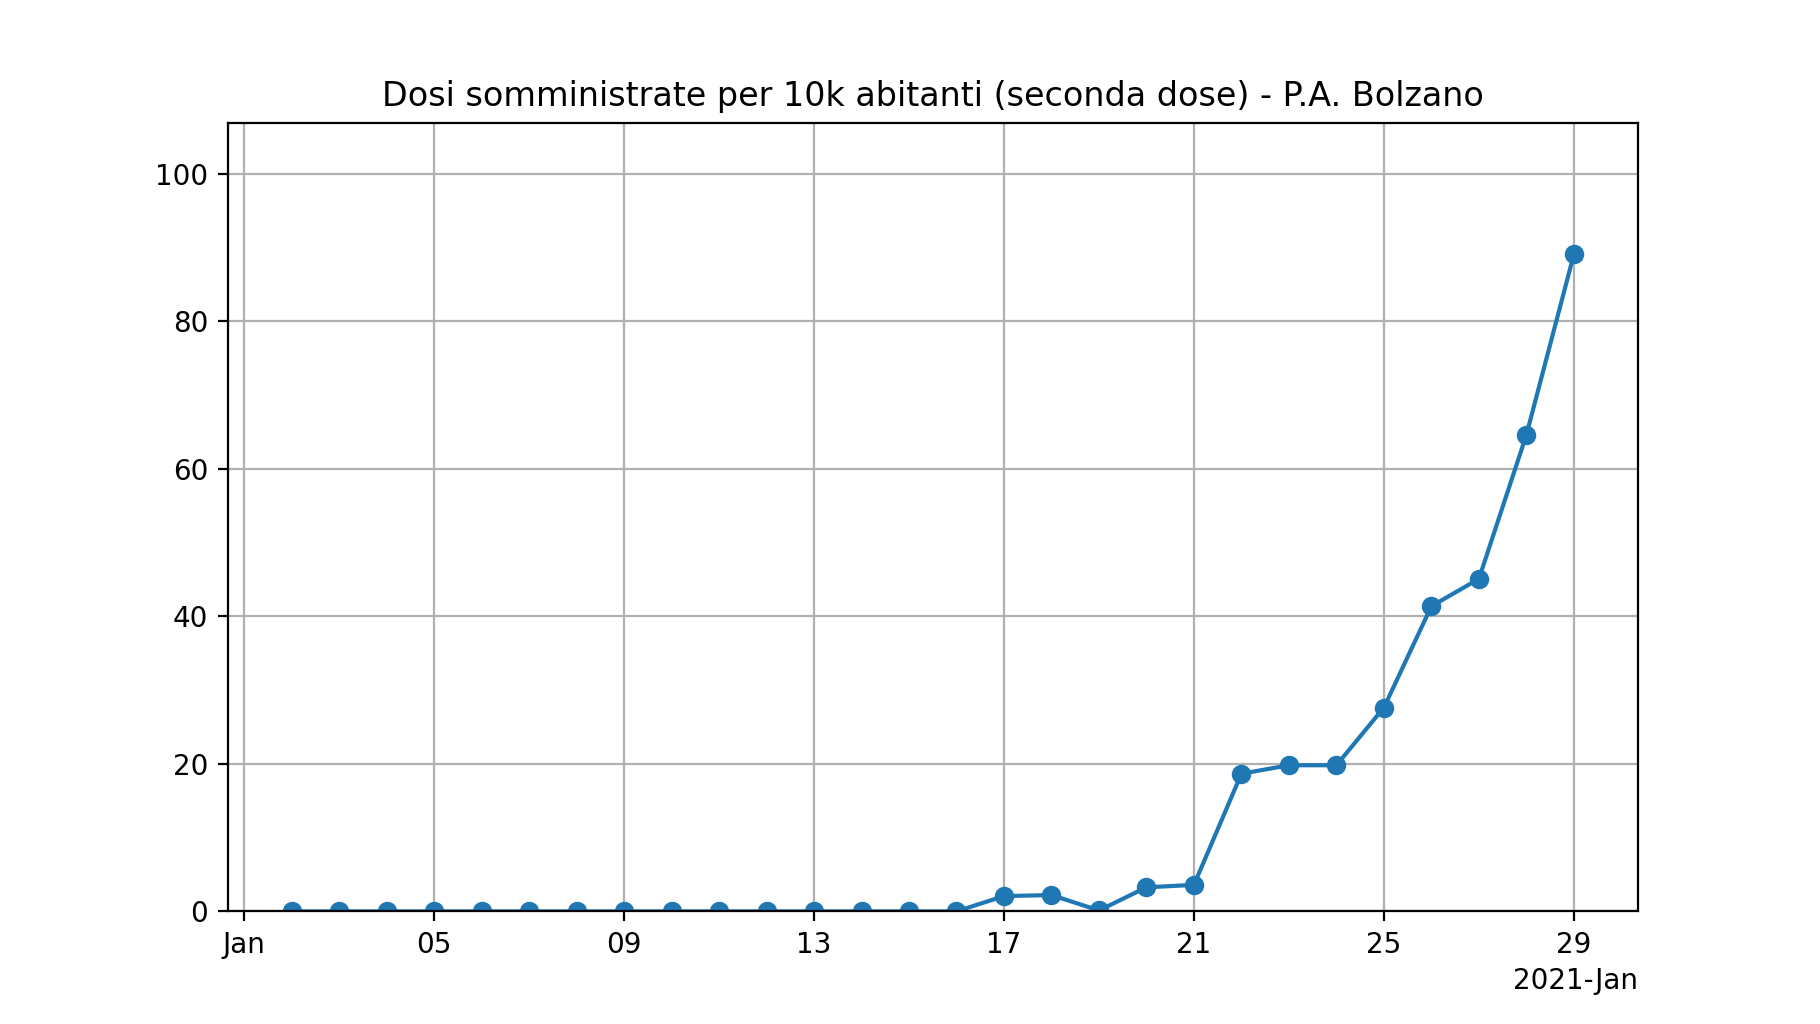 Dosi somministrate per 10k abitanti (seconda dose) - P.A. Bolzano
100
80
60
40
20
0
Jan 05 09 13 17 21 25 29
2021-Jan